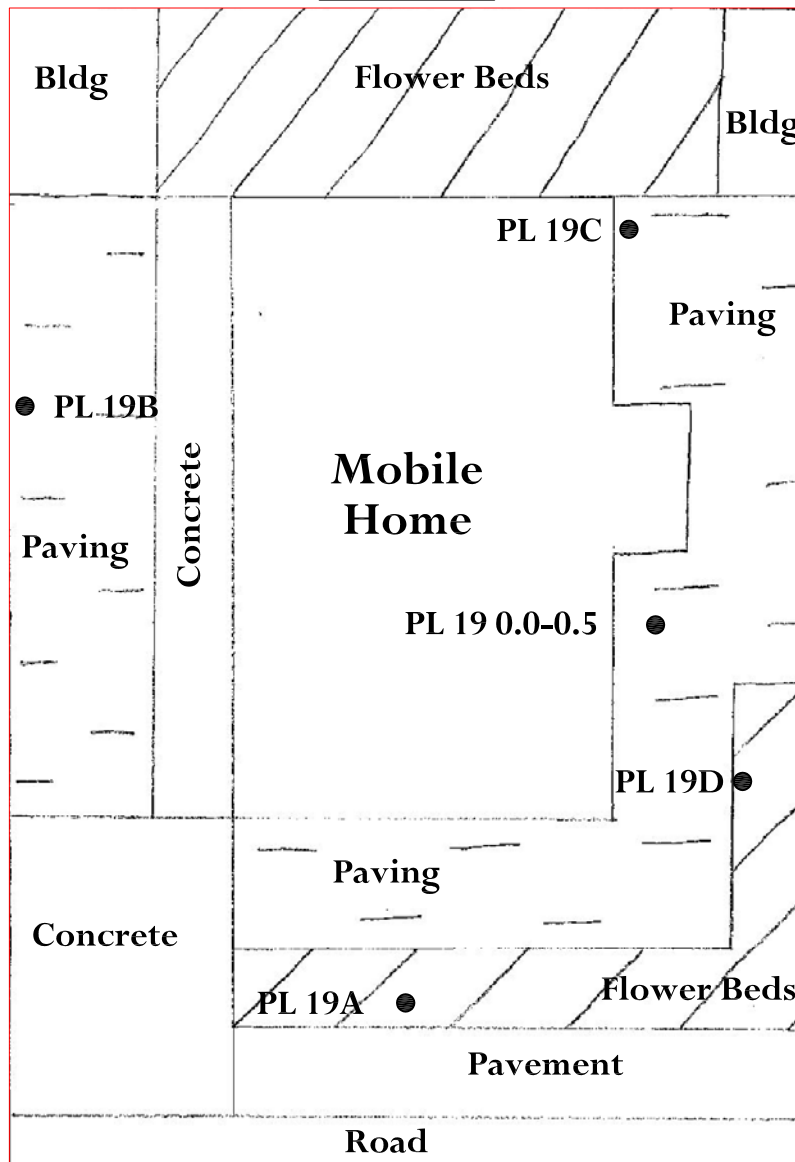 Bldg
Flower Beds
Bldg
PL 19C
Paving
PL 19B
Mobile
Home
Concrete
Paving
PL 19 0.0-0.5
PL 19D
Paving
Concrete
PL 19A
Flower Beds
Pavement
Road